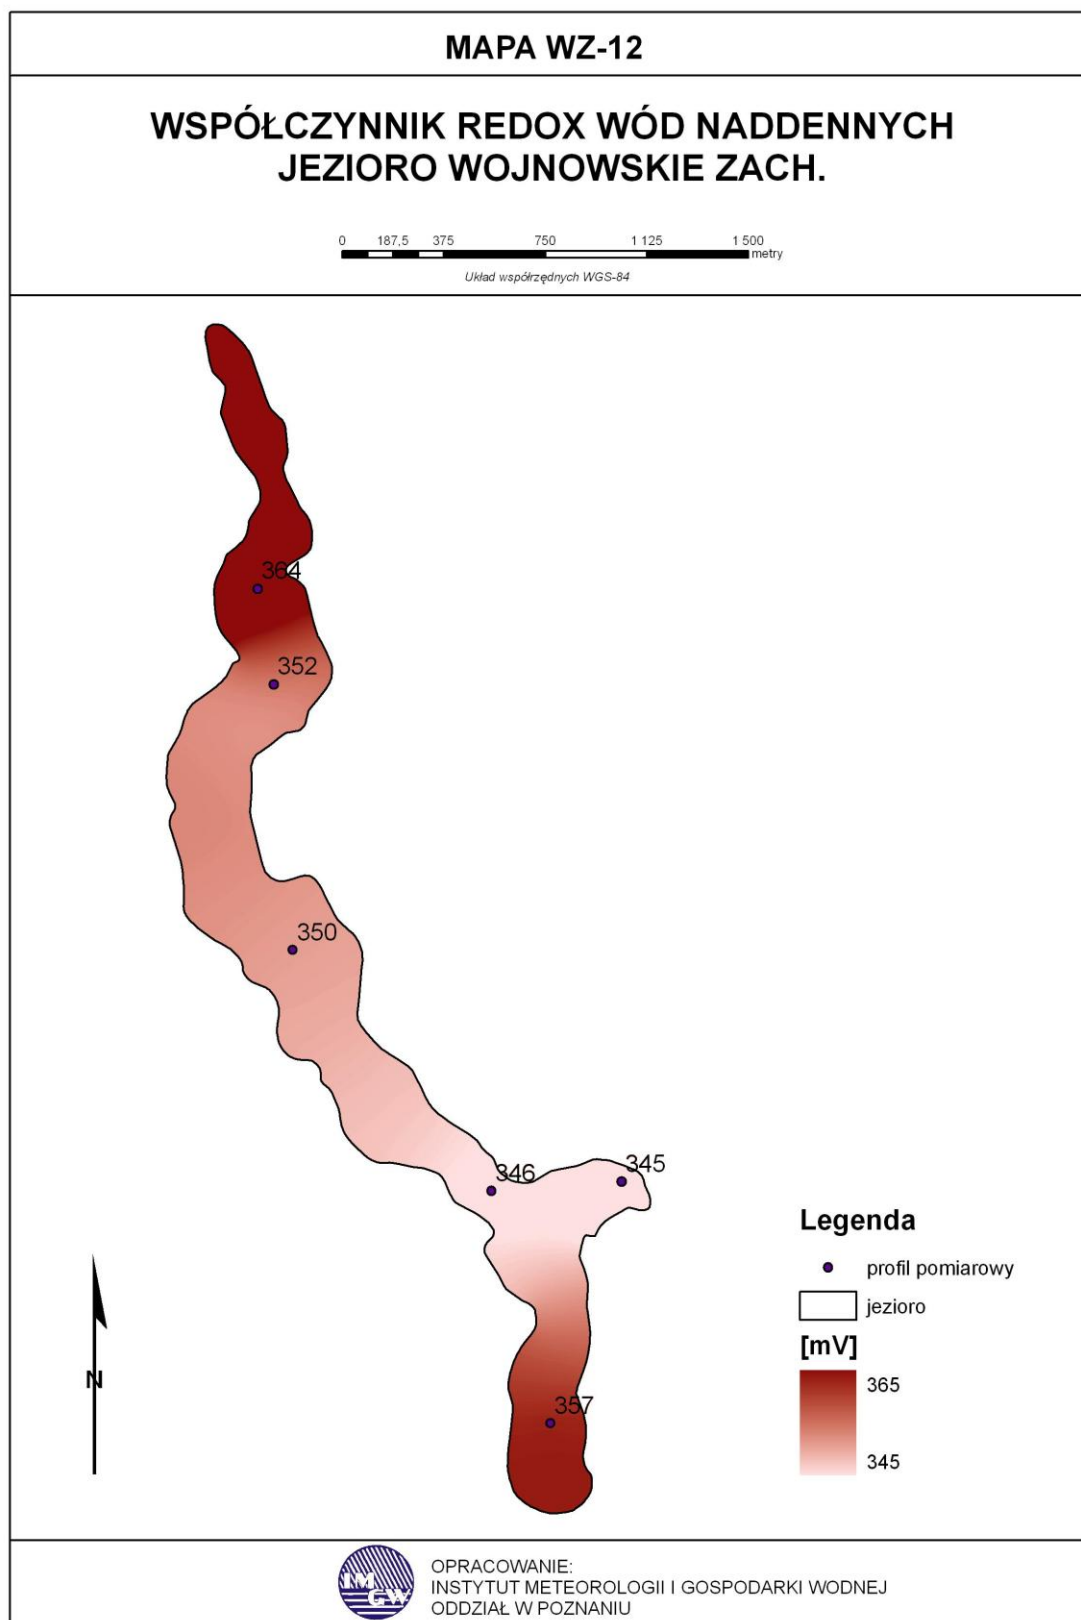 MAPA WZ-12
WSPÓŁCZYNNIK REDOX WÓD NADDENNYCH
JEZIORO WOJNOWSKIE ZACH.
0 187,5 375 750 1 125 1 500
metry
Układ współrzędnych WGS-84
364
352
350
346
345
357
N
Legenda
profil pomiarowy
jezioro
[mV]
365
345
IM
GW
OPRACOWANIE:
INSTYTUT METEOROLOGII I GOSPODARKI WODNEJ
ODDZIAŁ W POZNANIU